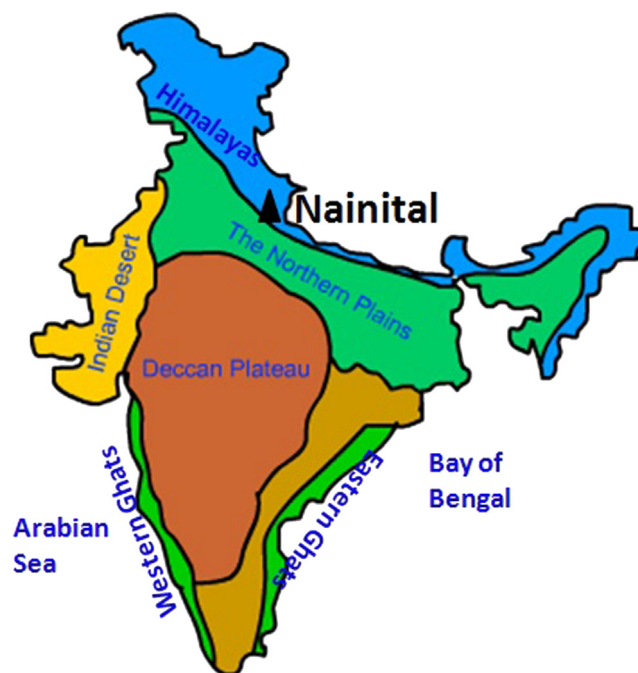 Himalayas
Nainital
The Northern Plains
Indian Desert
Deccan Plateau
Western Ghats
Eastern Ghats
Bay of
Bengal
Arabian
Sea